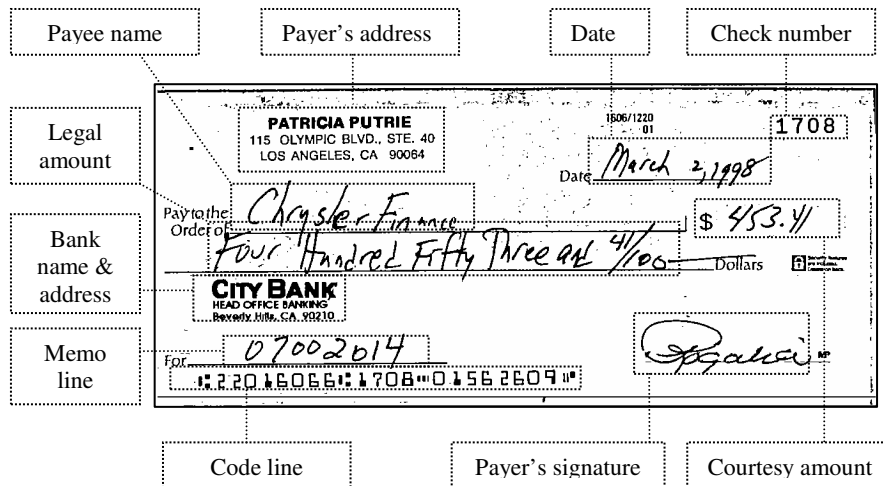 Payee name
Payer's address
Date
Check number
Legal amount
Bank name & address
Memo line
PATRICIA PUTRIE
115 OLYMPIC BLVD., STE. 40
LOS ANGELES, CA 90064
1606/1220
01
1708
Date March 2, 1998
Pay to the Order of Chrysler Finance
$ 453.41
Four Hundred Fifty Three and 41/100 Dollars
CITY BANK
HEAD OFFICE BANKING
Beverly Hills, CA 90210
For 07002014
MP
⑆220160661⑆1708⑈01562609⑈
Code line
Payer's signature
Courtesy amount